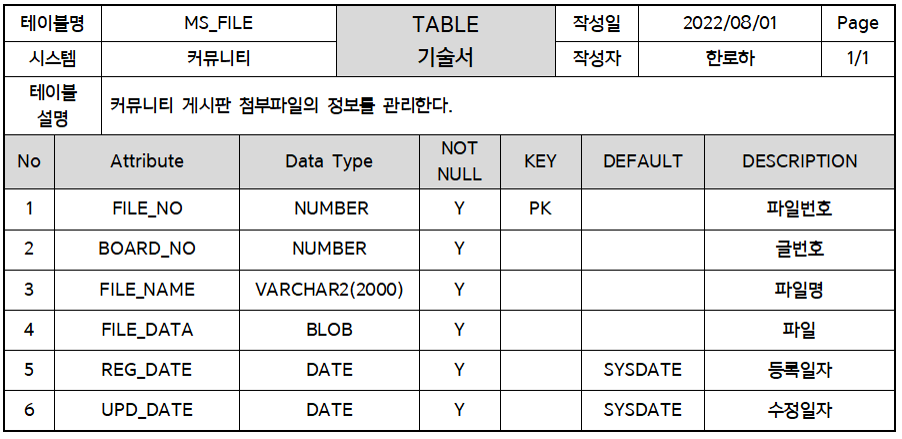 테이블명 MS_FILE TABLE 기술서 작성일 2022/08/01 Page
시스템 커뮤니티 작성자 한로하 1/1
테이블 설명 커뮤니티 게시판 첨부파일의 정보를 관리한다.
No Attribute Data Type NOT NULL KEY DEFAULT DESCRIPTION
1 FILE_NO NUMBER Y PK 파일번호
2 BOARD_NO NUMBER Y 글번호
3 FILE_NAME VARCHAR2(2000) Y 파일명
4 FILE_DATA BLOB Y 파일
5 REG_DATE DATE Y SYSDATE 등록일자
6 UPD_DATE DATE Y SYSDATE 수정일자